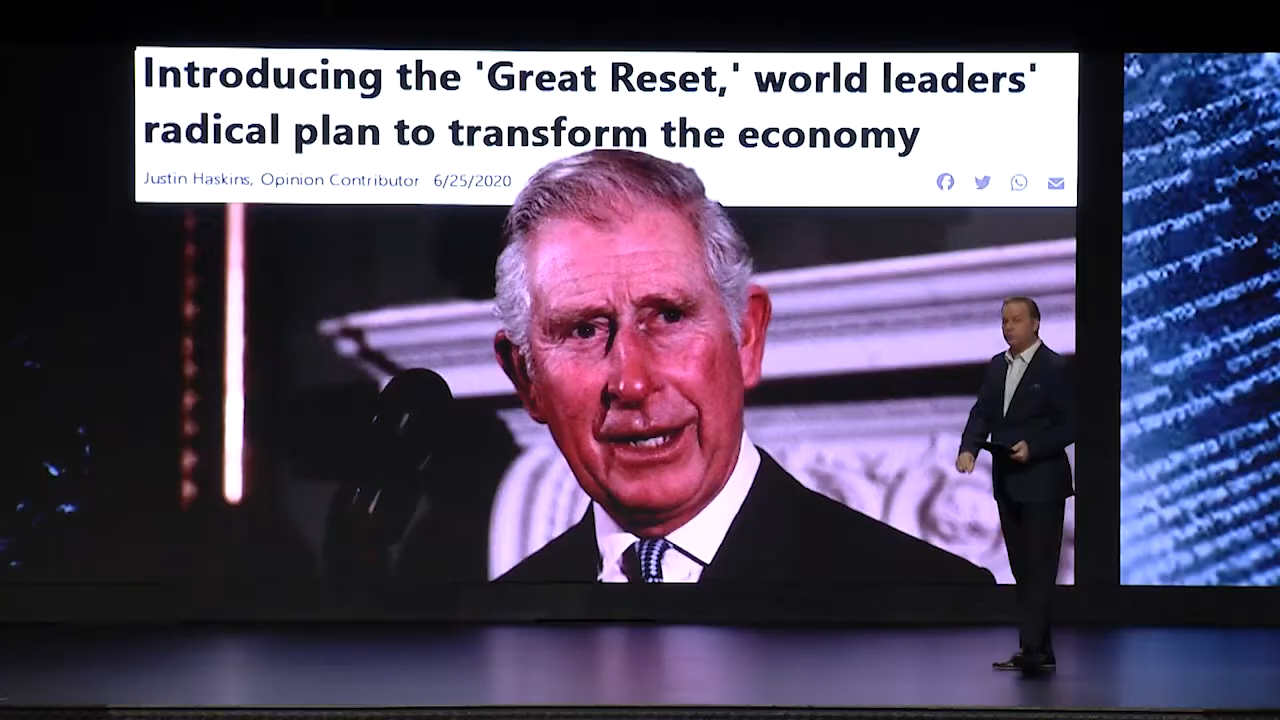 Introducing the 'Great Reset,' world leaders'
radical plan to transform the economy
Justin Haskins, Opinion Contributor 6/25/2020